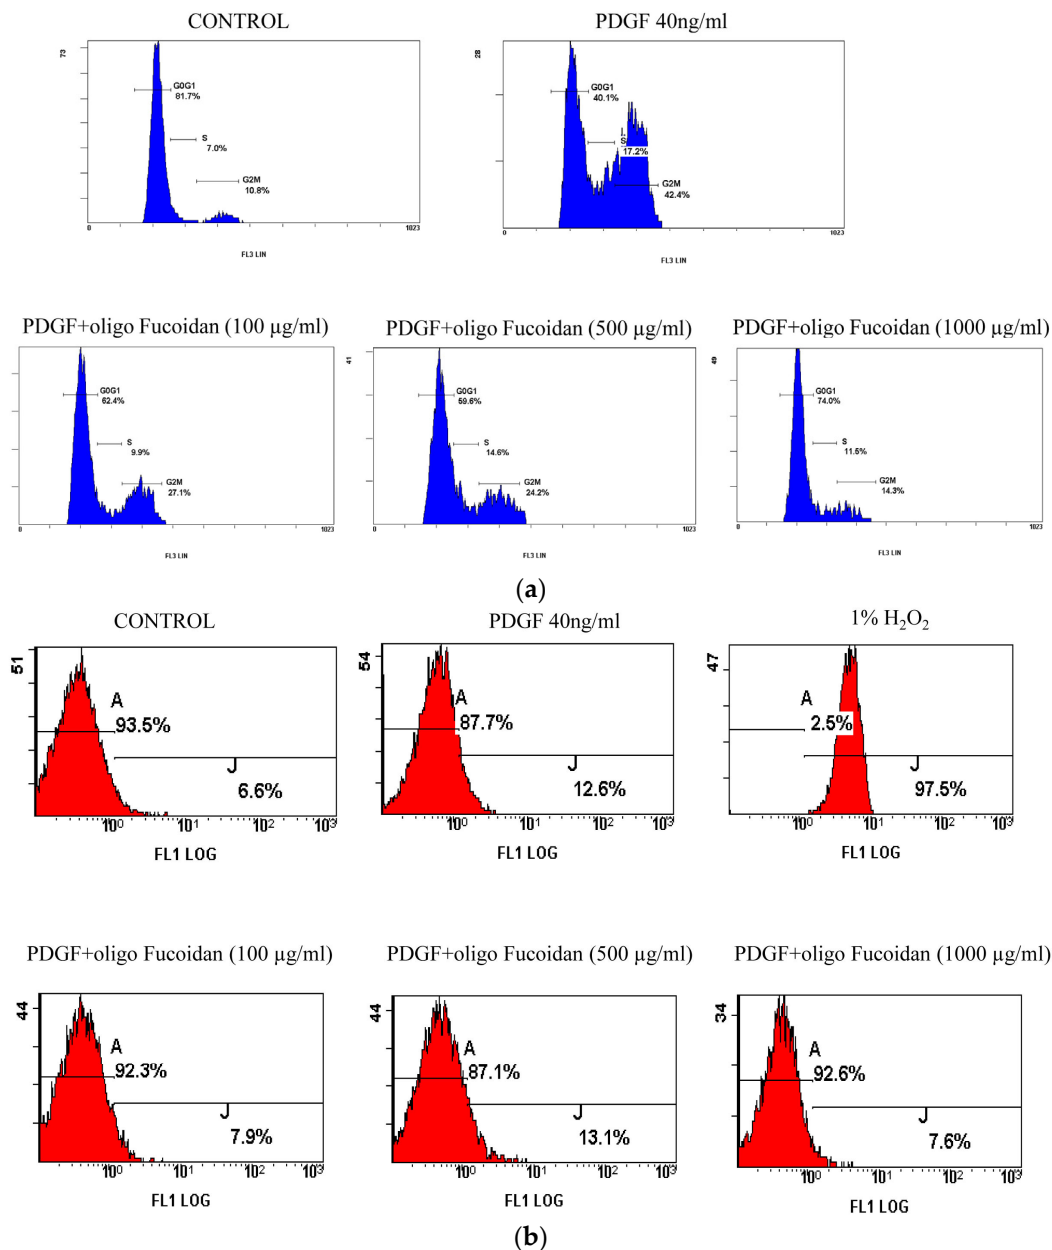 CONTROL
PDGF 40ng/ml
73
G0G1
81.7%
S
7.0%
G2M
10.8%
0
1023
FL3 LIN
28
G0G1
40.1%
S
17.2%
G2M
42.4%
0
1023
FL3 LIN
PDGF+oligo Fucoidan (100 µg/ml)
PDGF+oligo Fucoidan (500 µg/ml)
PDGF+oligo Fucoidan (1000 µg/ml)
G0G1
62.4%
S
9.9%
G2M
27.1%
0
1023
FL3 LIN
41
G0G1
59.6%
S
14.6%
G2M
24.2%
0
1023
FL3 LIN
49
G0G1
74.0%
S
11.5%
G2M
14.3%
0
1023
FL3 LIN
(a)
CONTROL
PDGF 40ng/ml
1% H₂O₂
51
A
93.5%
J
6.6%
10⁰ 10¹ 10² 10³
FL1 LOG
54
A
87.7%
J
12.6%
10⁰ 10¹ 10² 10³
FL1 LOG
47
A
2.5%
J
97.5%
10⁰ 10¹ 10² 10³
FL1 LOG
PDGF+oligo Fucoidan (100 µg/ml)
PDGF+oligo Fucoidan (500 µg/ml)
PDGF+oligo Fucoidan (1000 µg/ml)
44
A
92.3%
J
7.9%
10⁰ 10¹ 10² 10³
FL1 LOG
44
A
87.1%
J
13.1%
10⁰ 10¹ 10² 10³
FL1 LOG
34
A
92.6%
J
7.6%
10⁰ 10¹ 10² 10³
FL1 LOG
(b)